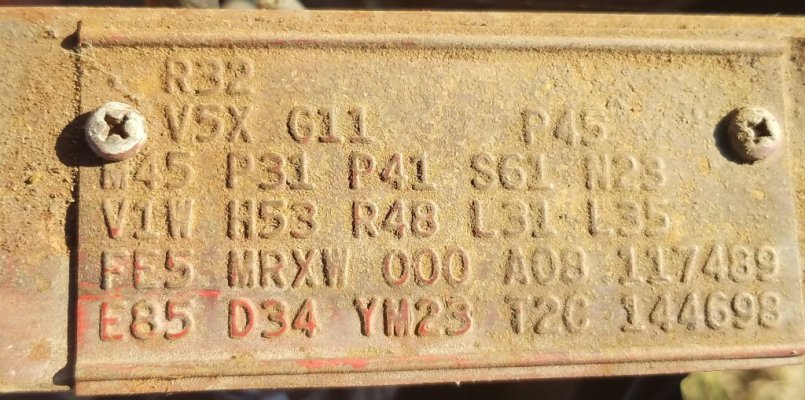 R32
V5X G11 P45
M45 P31 P41 S61 N23
V1W H53 R48 L31 L35
FE5 MRXW 000 A08 117489
E85 D34 YM23 T2C 144698